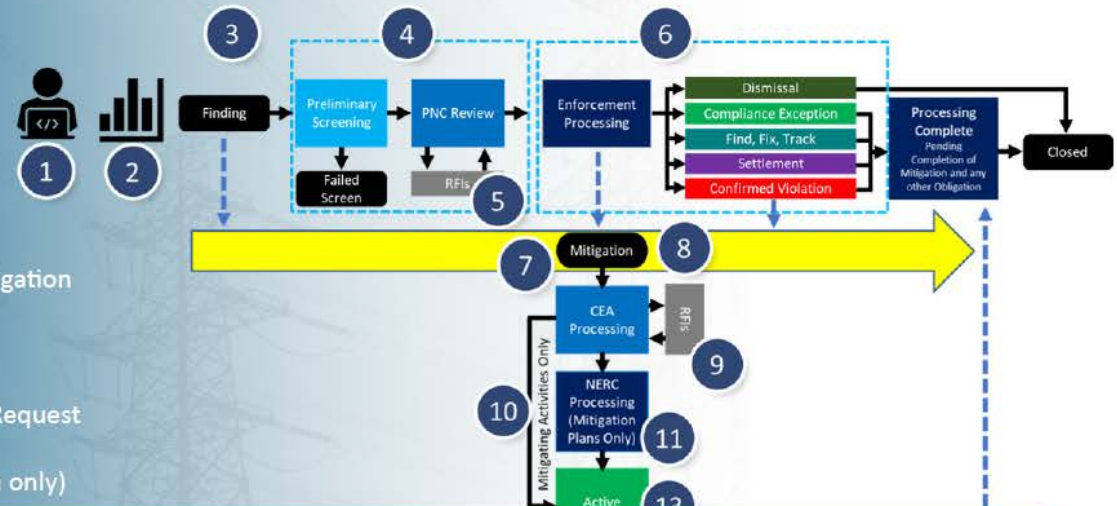 3
4
6
</>
1
2
Finding
Preliminary
Screening
PNC Review
Failed
Screen
RFIs
5
Enforcement
Processing
Dismissal
Compliance Exception
Find, Fix, Track
Settlement
Confirmed Violation
Processing
Complete
Pending
Completion of
Mitigation and any
other Obligation
Closed
7
Mitigation
8
CEA
Processing
RFIs
9
Mitigating Activities Only
10
NERC
Processing
(Mitigation
Plans Only)
11
Active
only)